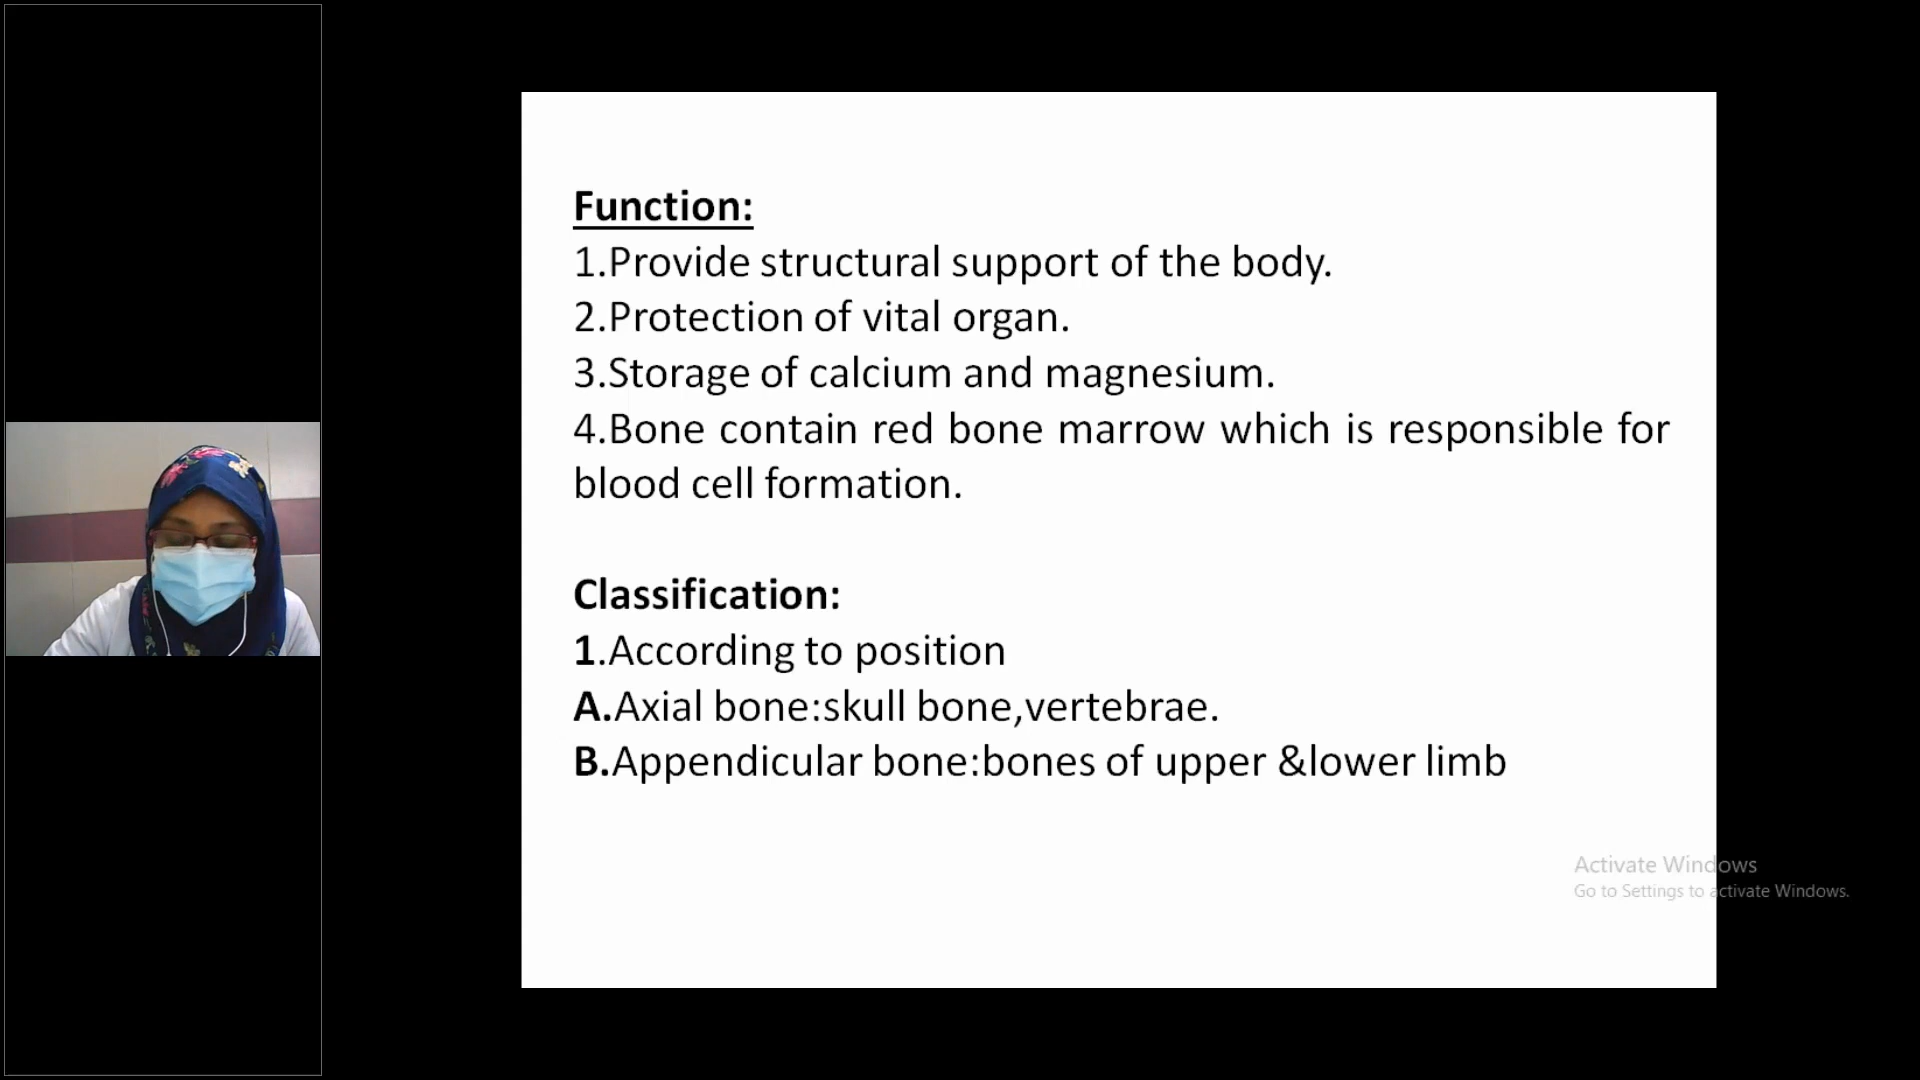 Function:
1.Provide structural support of the body.
2.Protection of vital organ.
3.Storage of calcium and magnesium.
4.Bone contain red bone marrow which is responsible for
blood cell formation.
Classification:
1.According to position
A.Axial bone:skull bone,vertebrae.
B.Appendicular bone:bones of upper &lower limb
Activate Windows
Go to Settings to activate Windows.